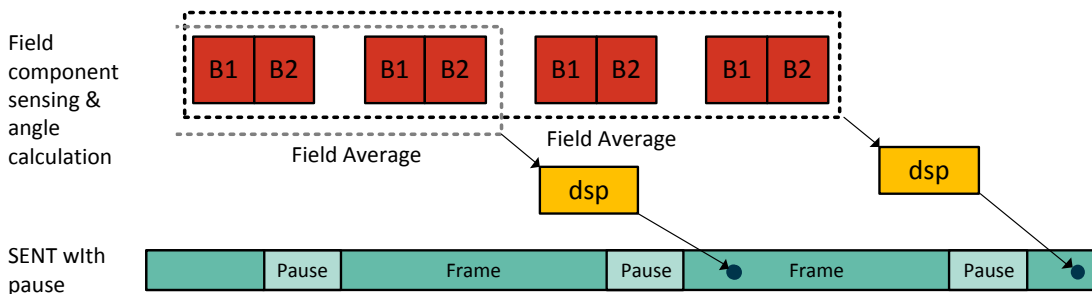 Field
component
sensing &
angle
calculation
B1 B2 B1 B2 B1 B2 B1 B2
Field Average
Field Average
dsp
dsp
SENT wIth
pause
Pause Frame Pause Frame Pause